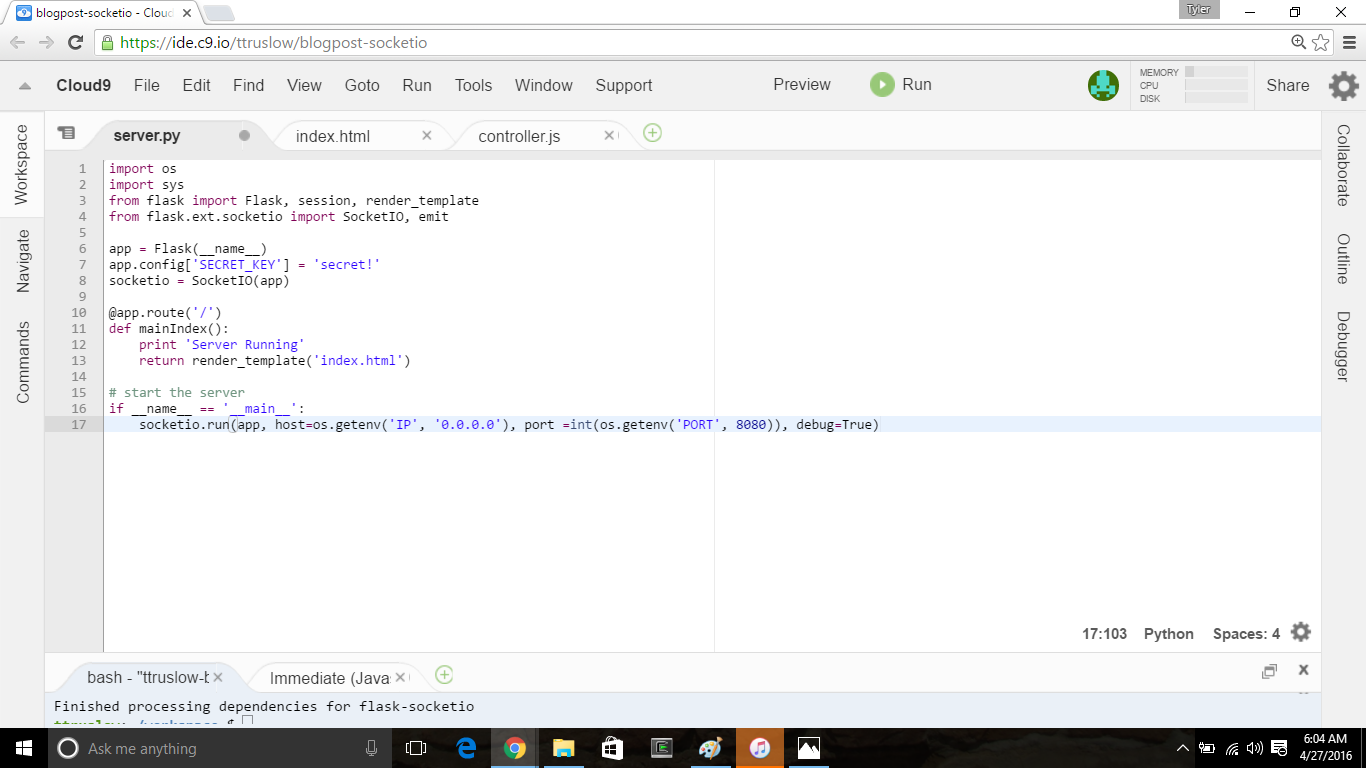 blogpost-socketio - Cloud
Tyler
https://ide.c9.io/ttruslow/blogpost-socketio
Cloud9 File Edit Find View Goto Run Tools Window Support Preview Run MEMORY CPU DISK Share
Workspace
Navigate
Commands
server.py index.html controller.js
Collaborate
Outline
Debugger
1 import os
2 import sys
3 from flask import Flask, session, render_template
4 from flask.ext.socketio import SocketIO, emit
5
6 app = Flask(__name__)
7 app.config['SECRET_KEY'] = 'secret!'
8 socketio = SocketIO(app)
9
10 @app.route('/')
11 def mainIndex():
12     print 'Server Running'
13     return render_template('index.html')
14
15 # start the server
16 if __name__ == '__main__':
17     socketio.run(app, host=os.getenv('IP', '0.0.0.0'), port =int(os.getenv('PORT', 8080)), debug=True)
17:103 Python Spaces: 4
bash - "ttruslow-b Immediate (Java
Finished processing dependencies for flask-socketio
Ask me anything
6:04 AM
4/27/2016